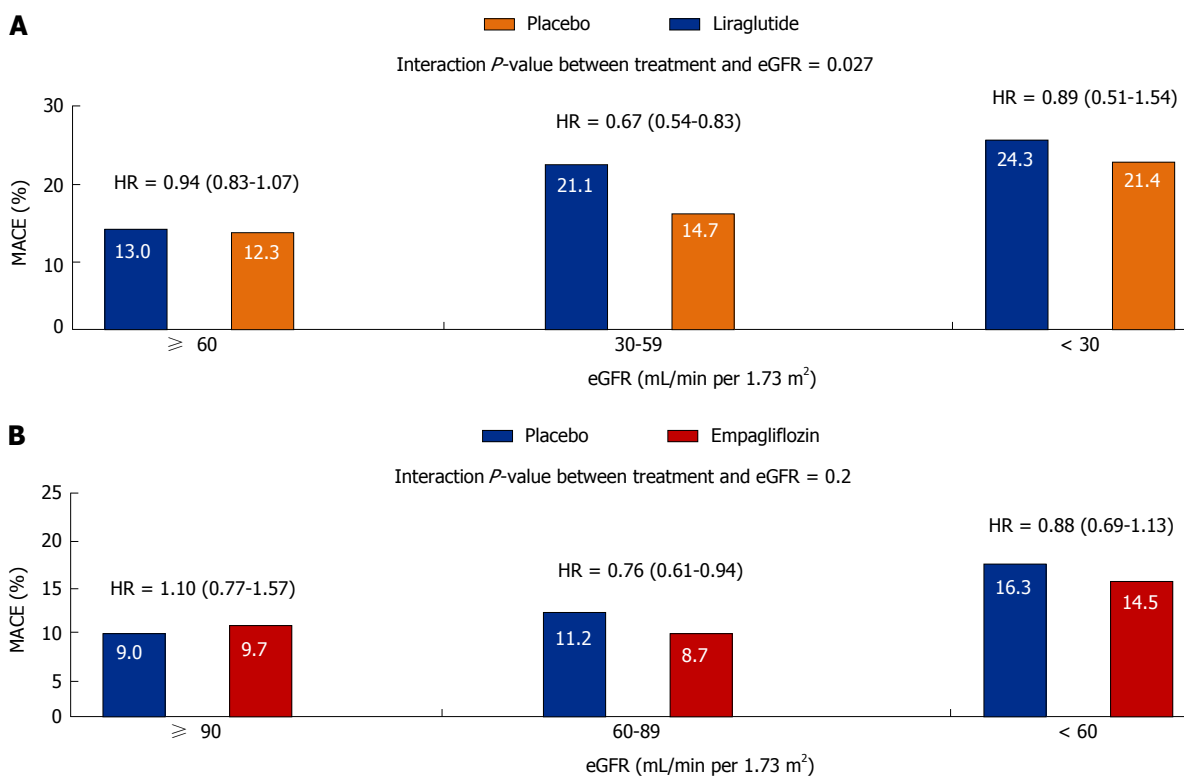 A
Placebo Liraglutide
Interaction P-value between treatment and eGFR = 0.027
HR = 0.94 (0.83-1.07)
HR = 0.67 (0.54-0.83)
HR = 0.89 (0.51-1.54)
MACE (%)
30
20
10
0
13.0 12.3 21.1 14.7 24.3 21.4
⩾ 60 30-59 < 30
eGFR (mL/min per 1.73 m²)
B
Placebo Empagliflozin
Interaction P-value between treatment and eGFR = 0.2
HR = 1.10 (0.77-1.57)
HR = 0.76 (0.61-0.94)
HR = 0.88 (0.69-1.13)
MACE (%)
25
20
15
10
5
0
9.0 9.7 11.2 8.7 16.3 14.5
⩾ 90 60-89 < 60
eGFR (mL/min per 1.73 m²)